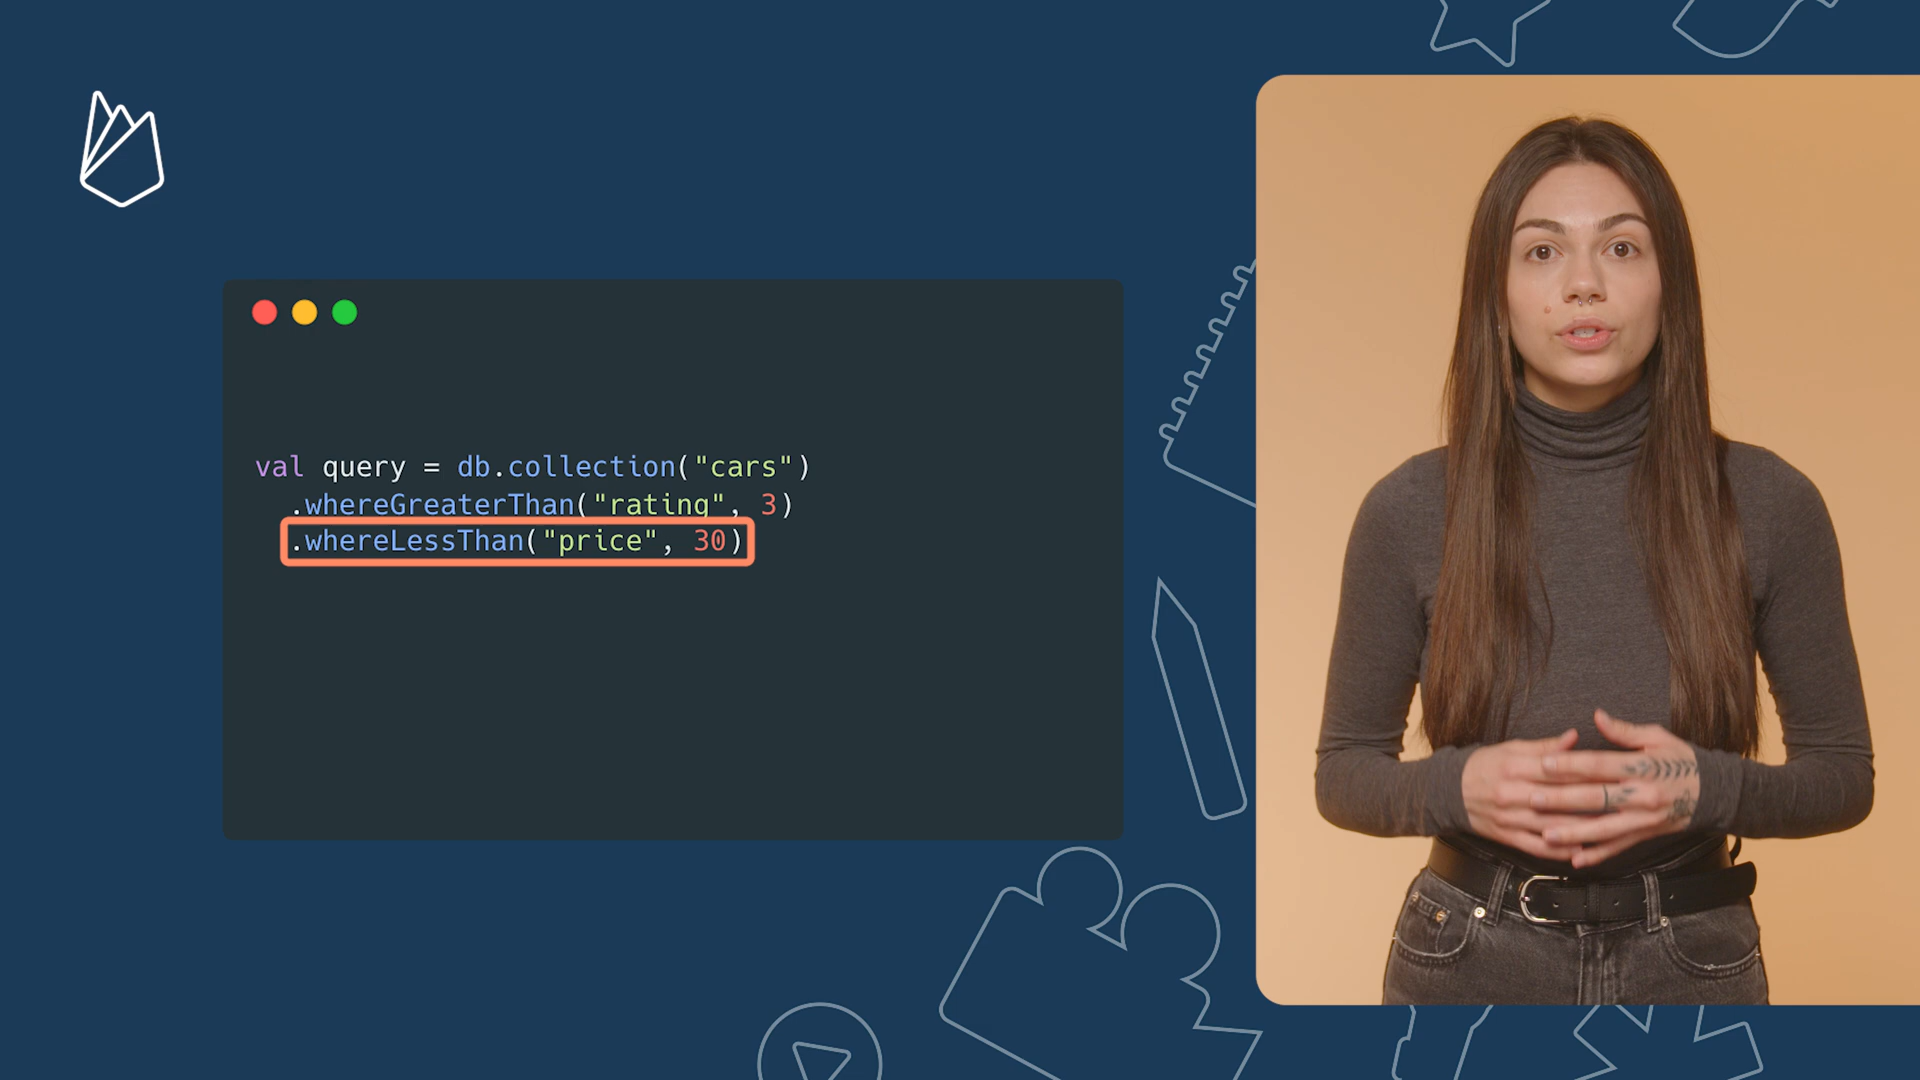 val query = db.collection("cars")
.whereGreaterThan("rating", 3)
.whereLessThan("price", 30)